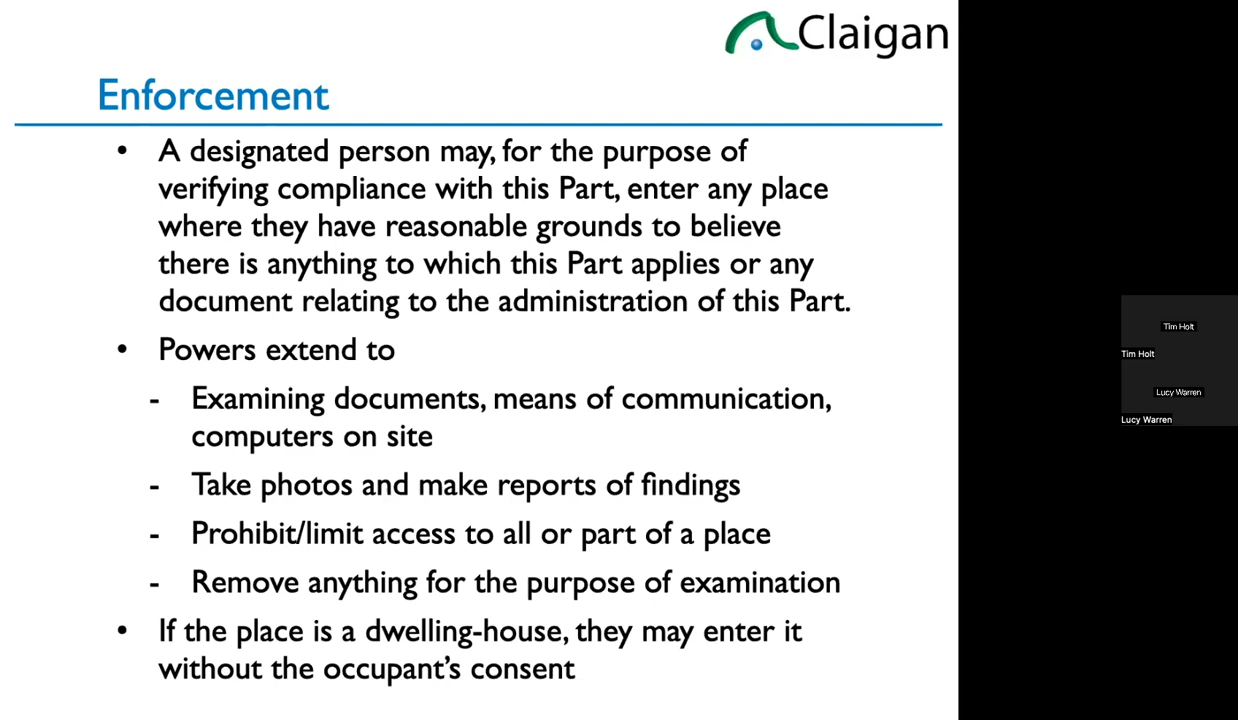 Claigan
Enforcement
• A designated person may, for the purpose of
verifying compliance with this Part, enter any place
where they have reasonable grounds to believe
there is anything to which this Part applies or any
document relating to the administration of this Part.
• Powers extend to
- Examining documents, means of communication,
computers on site
- Take photos and make reports of findings
- Prohibit/limit access to all or part of a place
- Remove anything for the purpose of examination
• If the place is a dwelling-house, they may enter it
without the occupant's consent
Tim Holt
Tim Holt
Lucy Warren
Lucy Warren